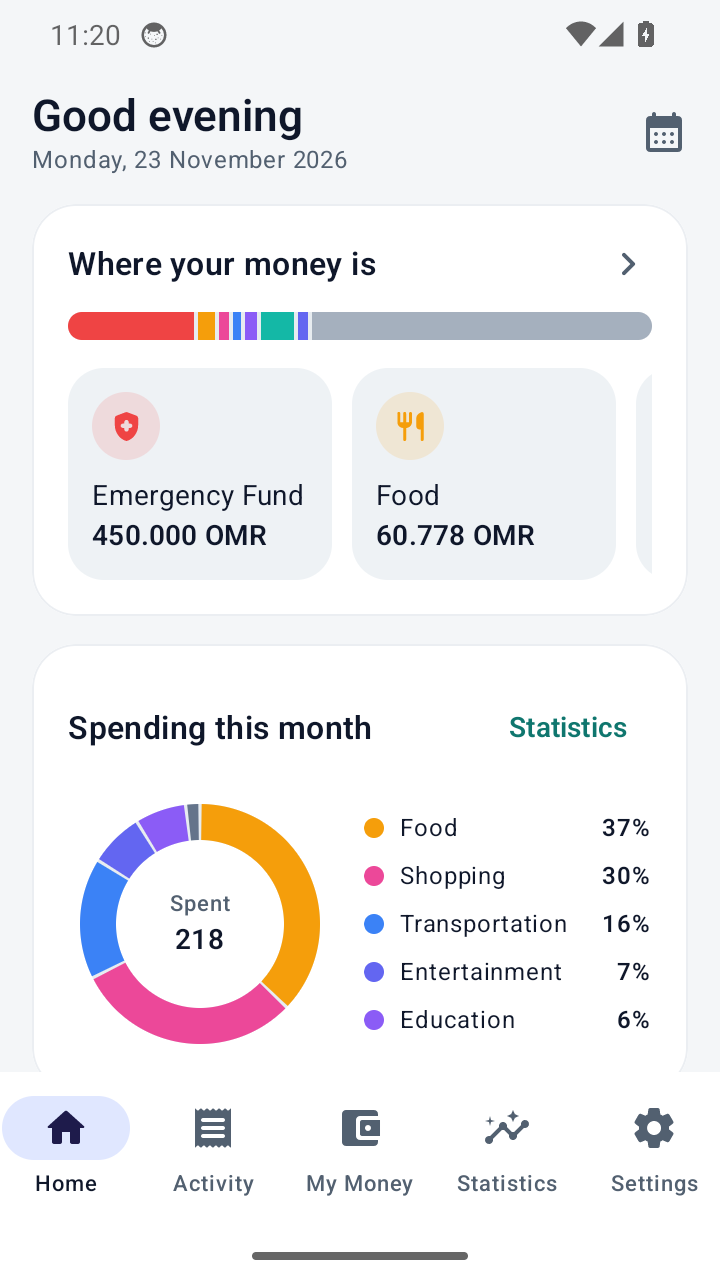 11:20
Good evening
Monday, 23 November 2026
Where your money is
Emergency Fund
450.000 OMR
Food
60.778 OMR
Spending this month
Statistics
Spent
218
Food 37%
Shopping 30%
Transportation 16%
Entertainment 7%
Education 6%
Home
Activity
My Money
Statistics
Settings